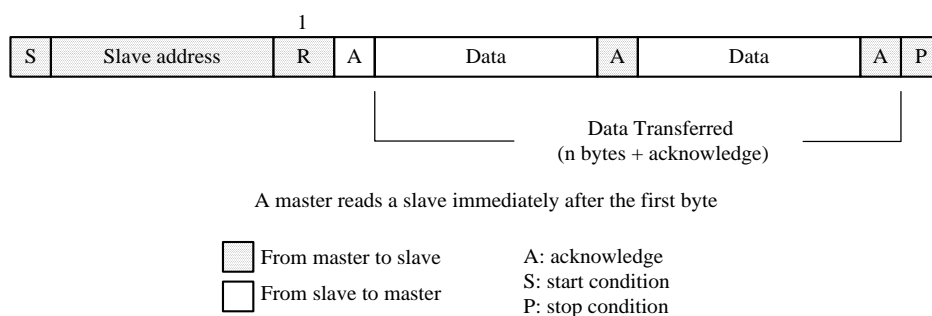 1
S Slave address R A Data A Data A P
Data Transferred
(n bytes + acknowledge)
A master reads a slave immediately after the first byte
From master to slave
From slave to master
A: acknowledge
S: start condition
P: stop condition